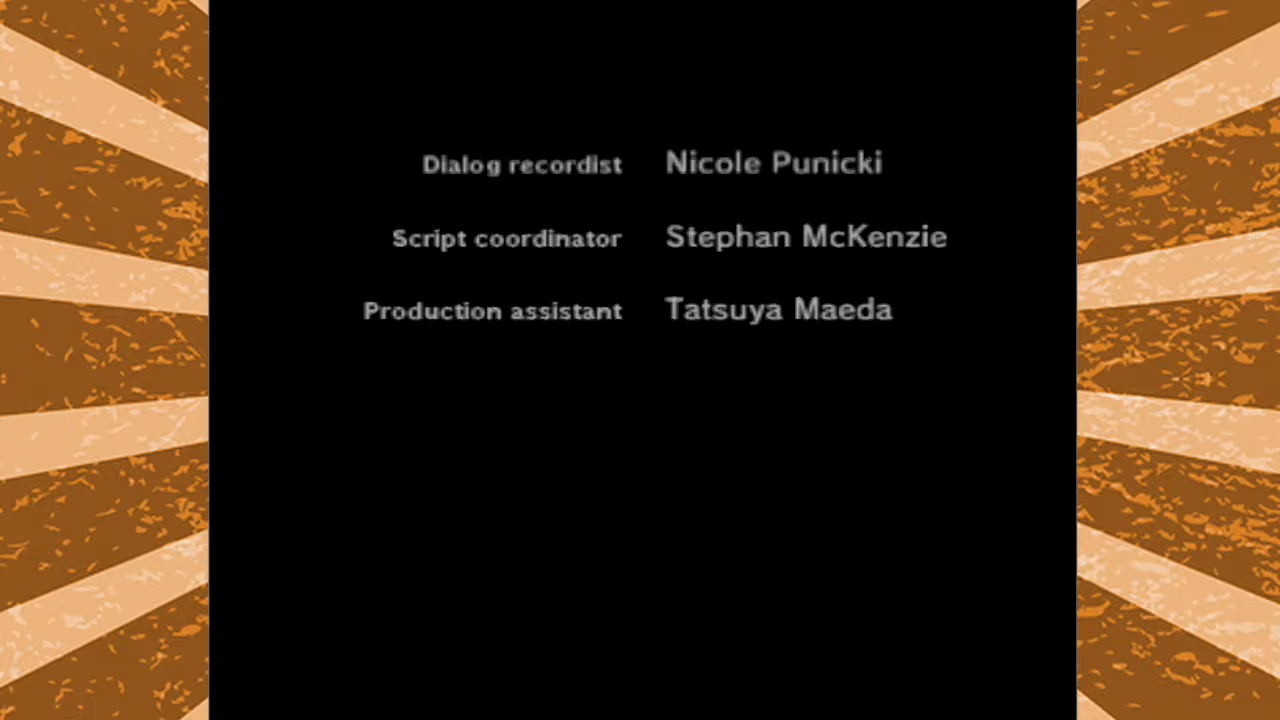 Dialog recordist Nicole Punicki
Script coordinator Stephan McKenzie
Production assistant Tatsuya Maeda